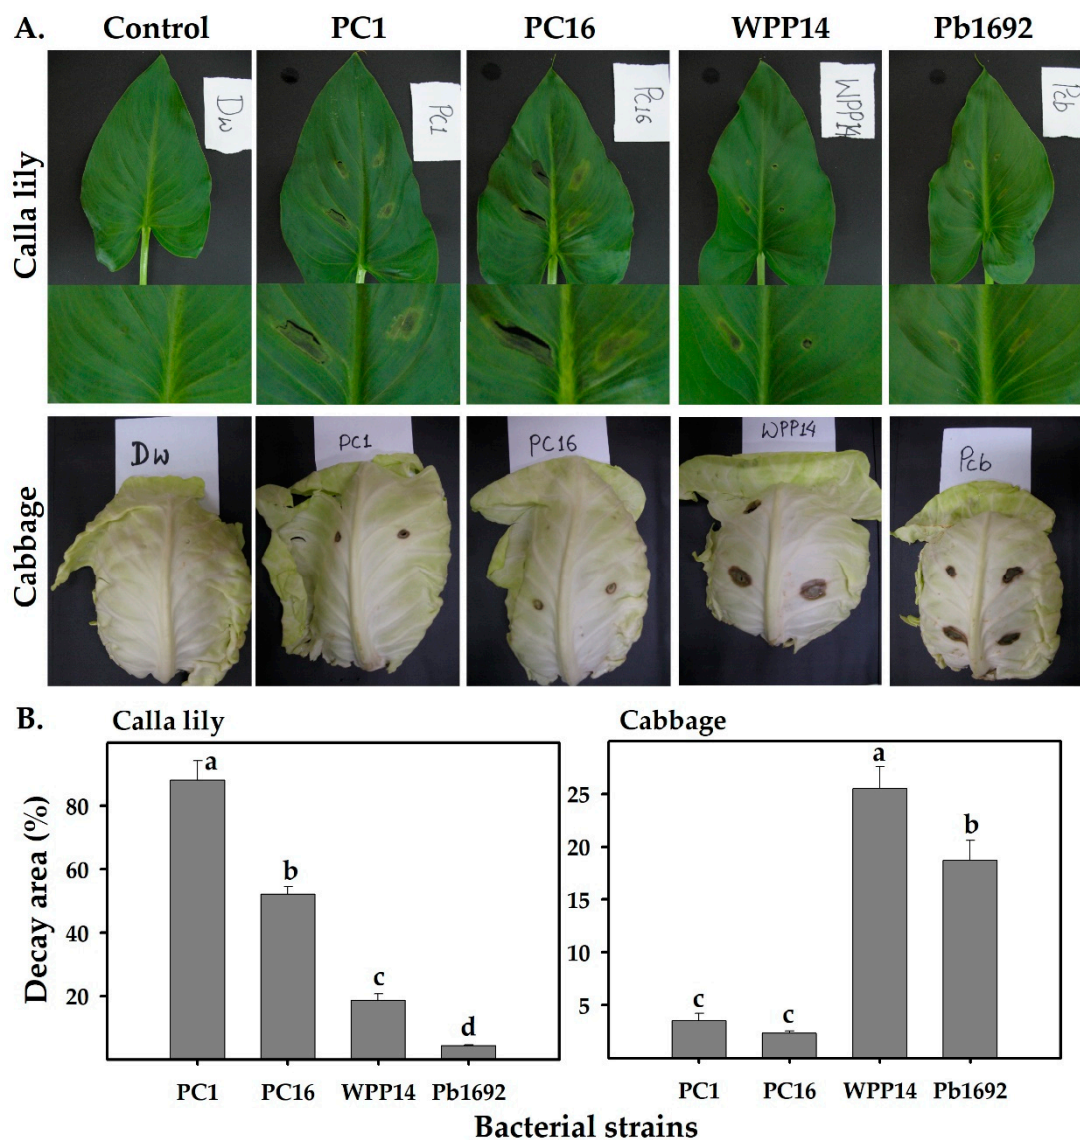 A. Control PC1 PC16 WPP14 Pb1692
Calla lily
Dw
PC1
PC16
WPP14
Pcb
Cabbage
Dw
PC1
PC16
WPP14
Pcb
B. Calla lily
Cabbage
Decay area (%)
80
60
40
20
a
b
c
d
PC1 PC16 WPP14 Pb1692
25
20
15
10
5
c
c
a
b
PC1 PC16 WPP14 Pb1692
Bacterial strains